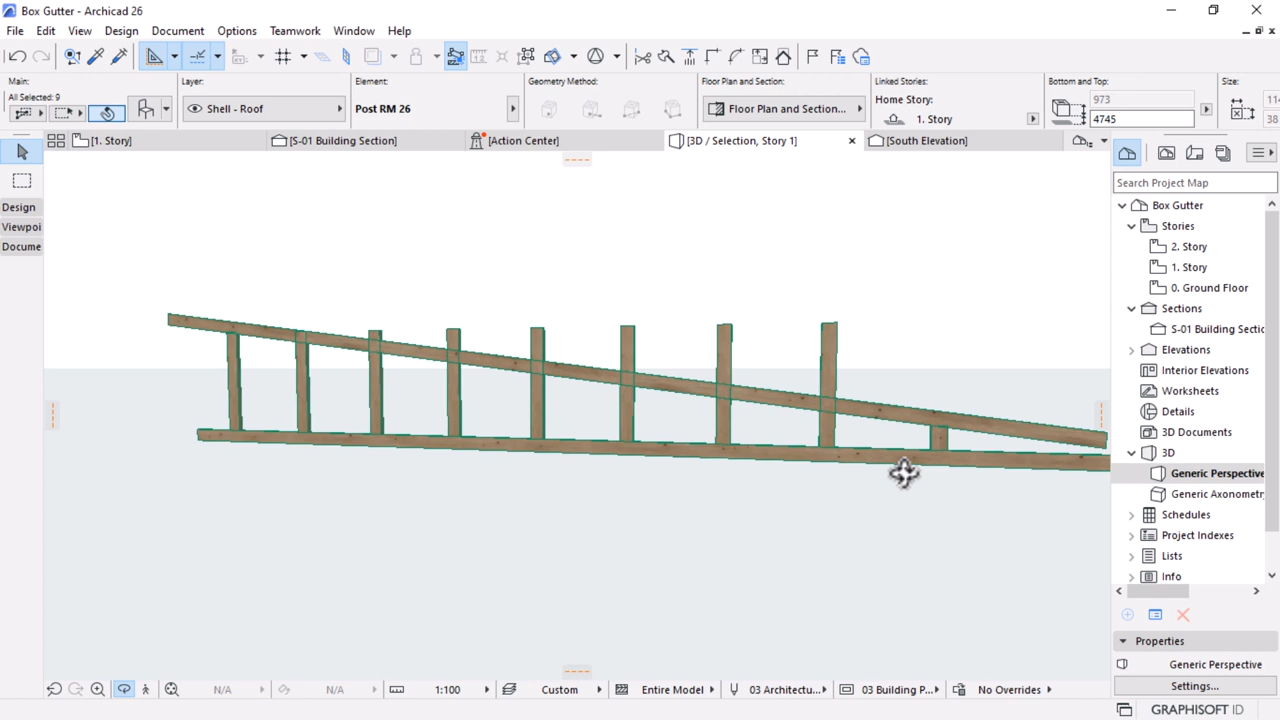 Box Gutter - Archicad 26
File Edit View Design Document Options Teamwork Window Help
Main:
All Selected: 9
Layer:
Shell - Roof
Element:
Post RM 26
Geometry Method:
Floor Plan and Section:
Floor Plan and Section...
Linked Stories:
Home Story:
1. Story
Bottom and Top:
973
4745
Size:
[1. Story]
[S-01 Building Section]
[Action Center]
[3D / Selection, Story 1]
[South Elevation]
Design
Viewpoi
Docume
Search Project Map
Box Gutter
Stories
2. Story
1. Story
0. Ground Floor
Sections
S-01 Building Sectio
Elevations
Interior Elevations
Worksheets
Details
3D Documents
3D
Generic Perspective
Generic Axonometr
Schedules
Project Indexes
Lists
Info
Properties
Generic Perspective
Settings...
N/A
N/A
1:100
Custom
Entire Model
03 Architectu...
03 Building P...
No Overrides
GRAPHISOFT ID